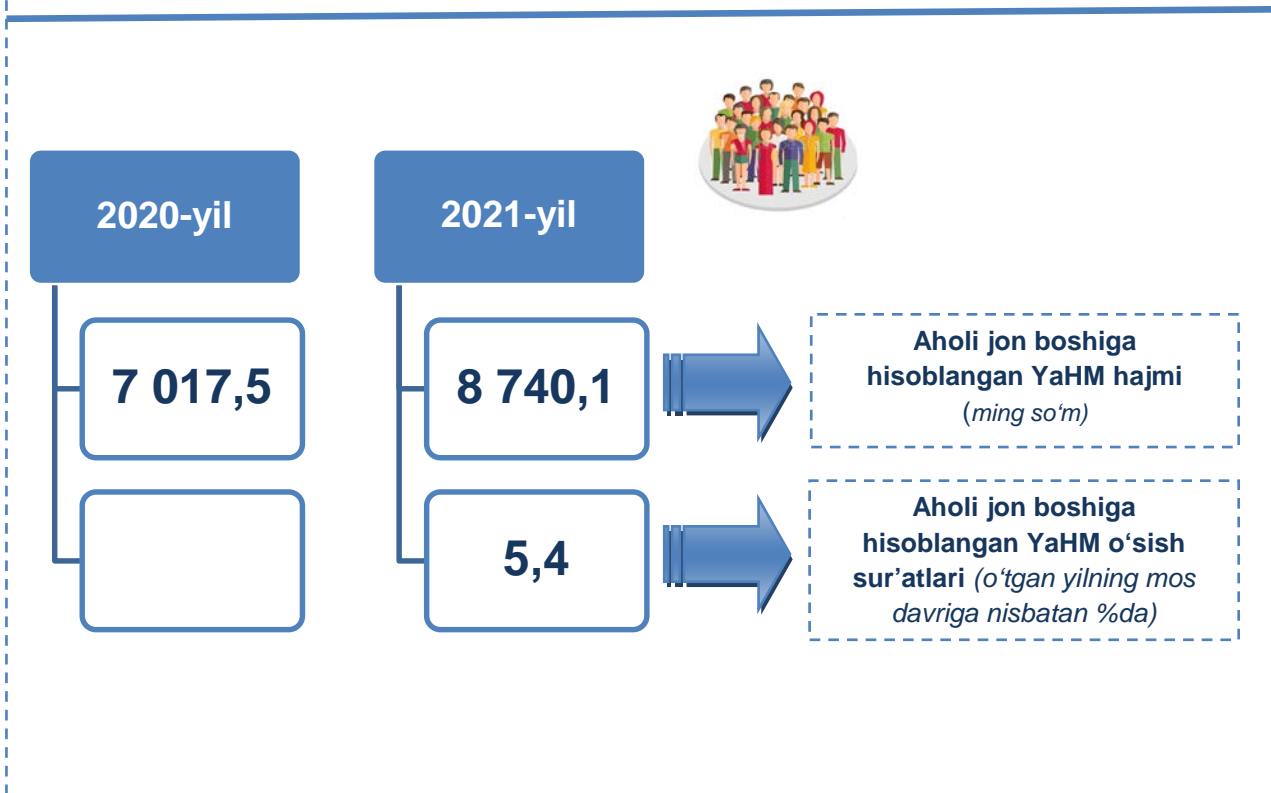 2020-yil
2021-yil
7 017,5
8 740,1
Aholi jon boshiga
hisoblangan YaHM hajmi
(ming so‘m)
5,4
Aholi jon boshiga
hisoblangan YaHM o‘sish
sur’atlari (o‘tgan yilning mos
davriga nisbatan %da)